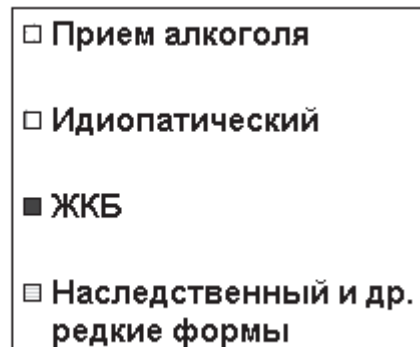 Прием алкоголя
Идиопатический
ЖКБ
Наследственный и др.
редкие формы